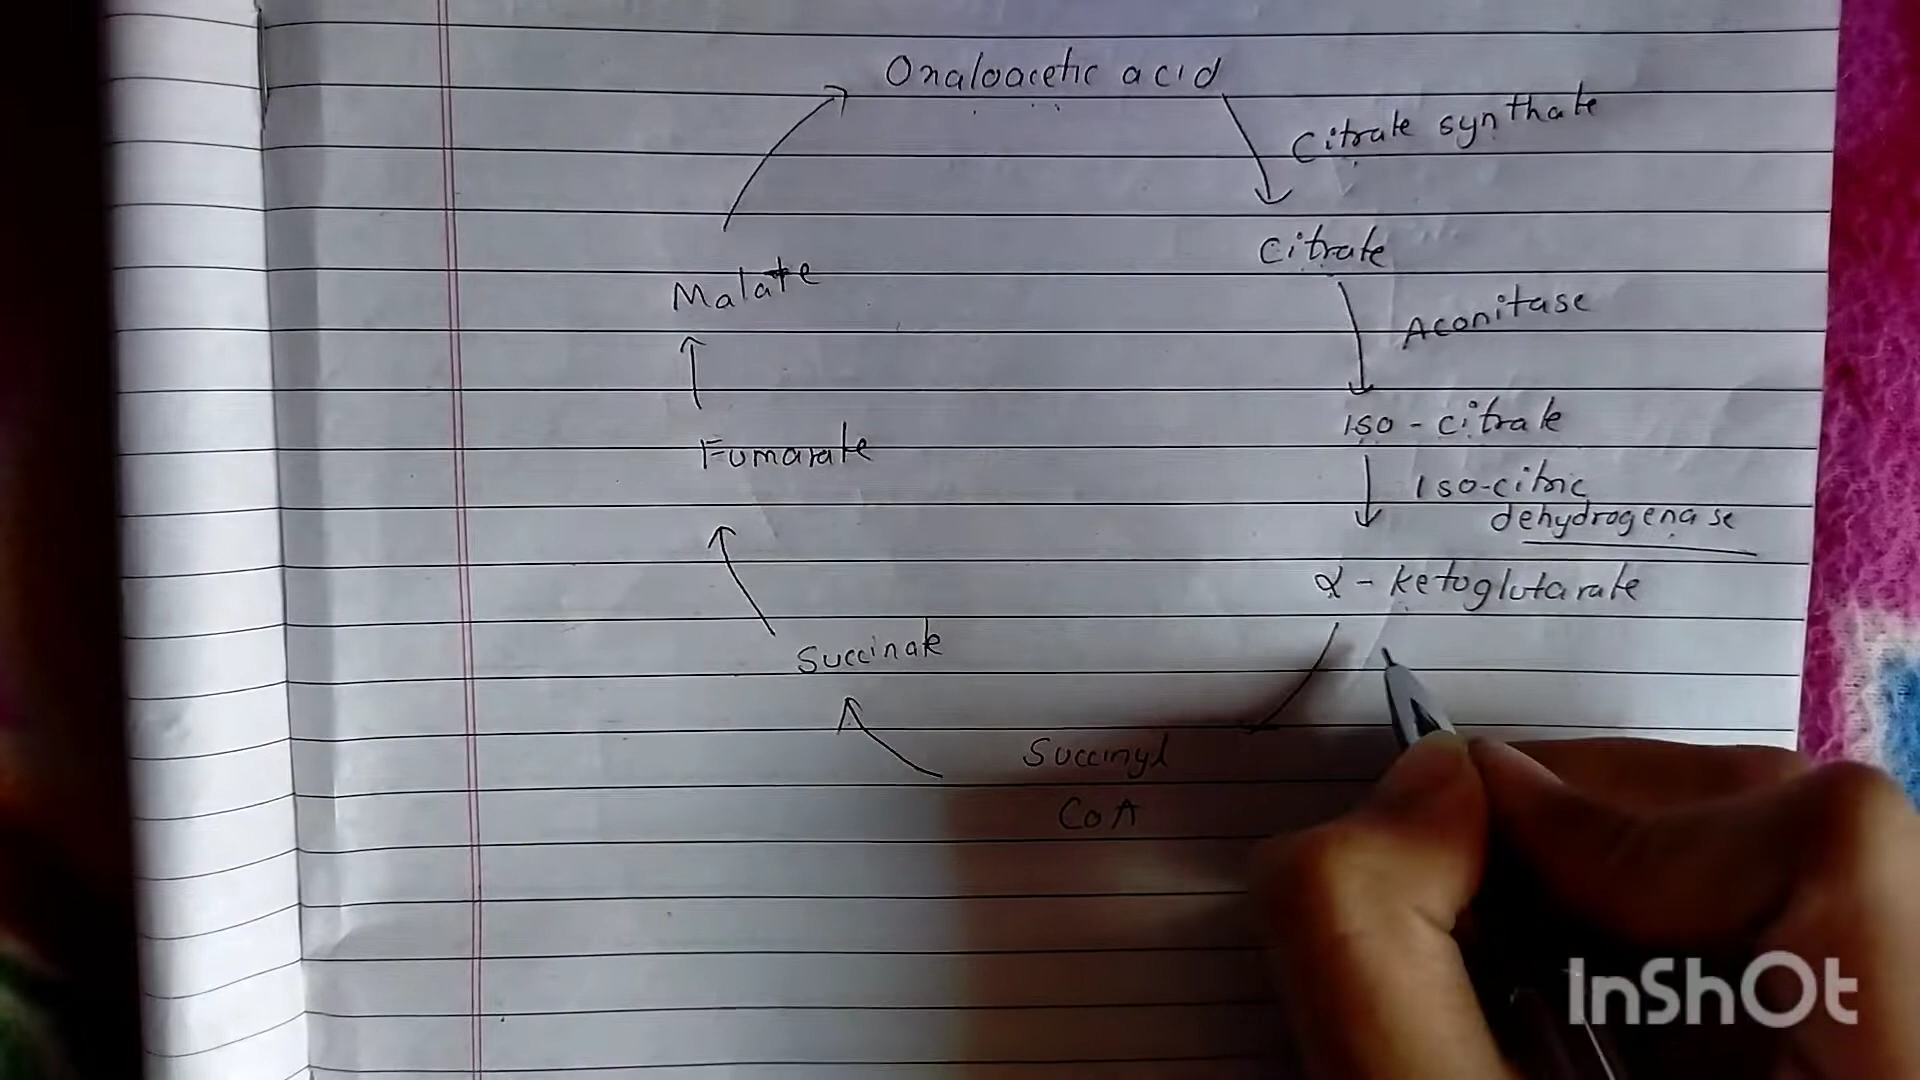 Oxaloacetic acid
Citrate synthate
Citrate
Malate
Aconitase
Iso-citrate
Fumarate
Iso-citric
dehydrogenase
α-ketoglutarate
Succinate
Succinyl
CoA
InShOt